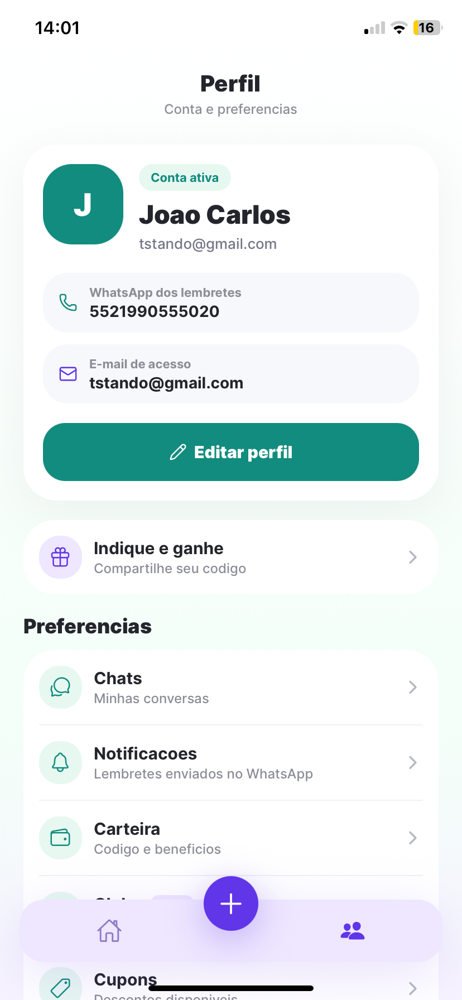 14:01
16
Perfil
Conta e preferencias
J
Conta ativa
Joao Carlos
tstando@gmail.com
WhatsApp dos lembretes
5521990555020
E-mail de acesso
tstando@gmail.com
Editar perfil
Indique e ganhe
Compartilhe seu codigo
Preferencias
Chats
Minhas conversas
Notificacoes
Lembretes enviados no WhatsApp
Carteira
Codigo e beneficios
Cupons
Descontos disponiveis